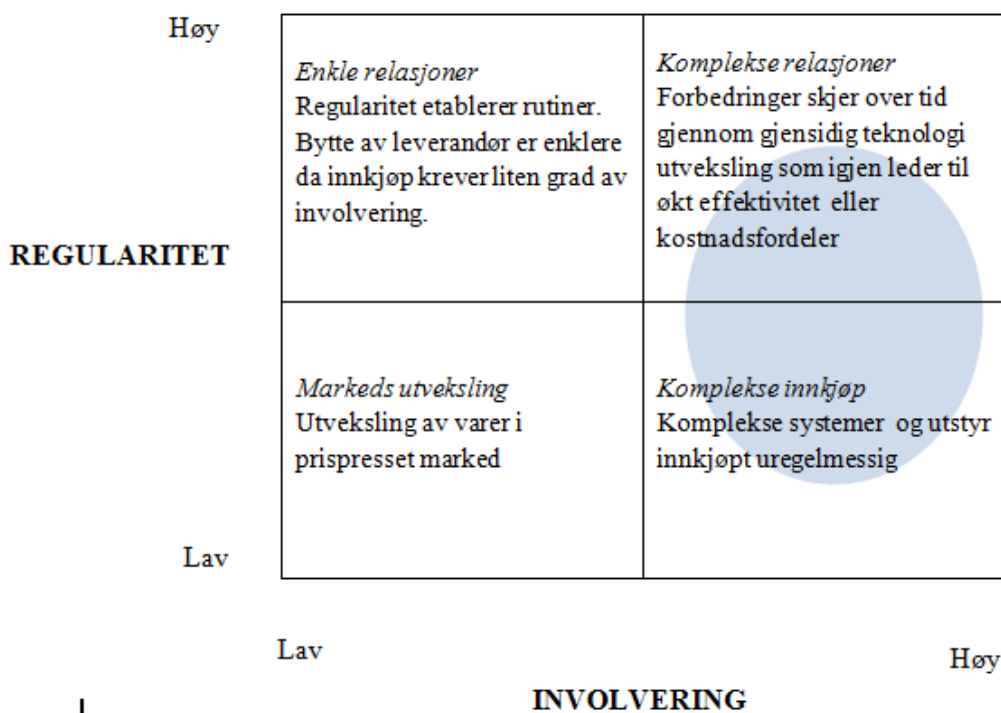 Høy
Enkle relasjoner
Regularitet etablerer rutiner.
Bytte av leverandør er enklere
da innkjøp krever liten grad av
involvering.
Komplekse relasjoner
Forbedringer skjer over tid
gjennom gjensidig teknologi
utveksling som igjen leder til
økt effektivitet eller
kostnadsfordeler
REGULARITET
Markeds utveksling
Utveksling av varer i
prispresset marked
Komplekse innkjøp
Komplekse systemer og utstyr
innkjøpt uregelmessig
Lav
Lav
Høy
INVOLVERING